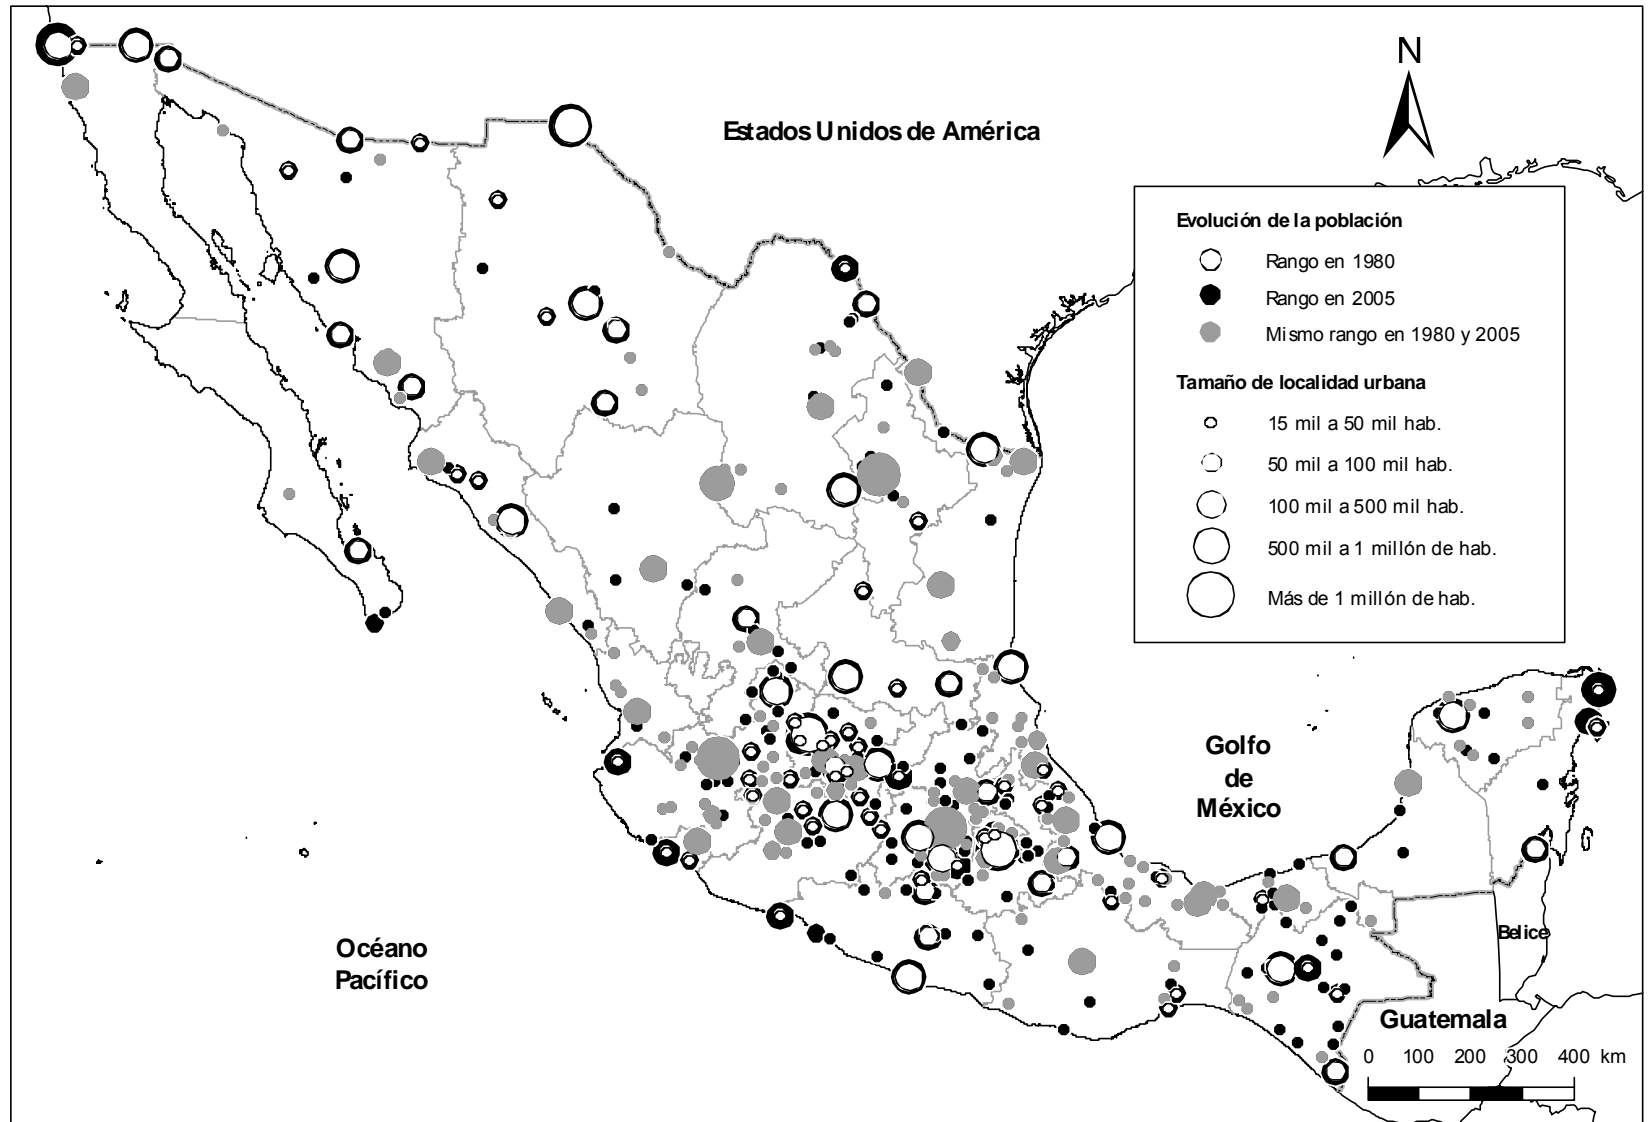 N
Estados Unidos de América
Evolución de la población
Rango en 1980
Rango en 2005
Mismo rango en 1980 y 2005
Tamaño de localidad urbana
15 mil a 50 mil hab.
50 mil a 100 mil hab.
100 mil a 500 mil hab.
500 mil a 1 millón de hab.
Más de 1 millón de hab.
Golfo
de
México
Océano
Pacífico
Belice
Guatemala
0 100 200 300 400 km